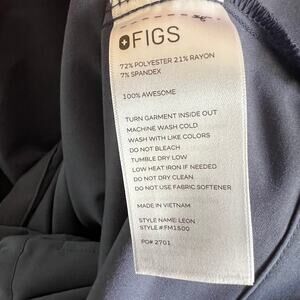 FIGS
72% POLYESTER 21% RAYON
7% SPANDEX
100% AWESOME
TURN GARMENT INSIDE OUT
MACHINE WASH COLD
WASH WITH LIKE COLORS
DO NOT BLEACH
TUMBLE DRY LOW
LOW HEAT IRON IF NEEDED
DO NOT DRY CLEAN
DO NOT USE FABRIC SOFTENER
MADE IN VIETNAM
STYLE NAME: LEON
STYLE #:FM1500
PO# 2701